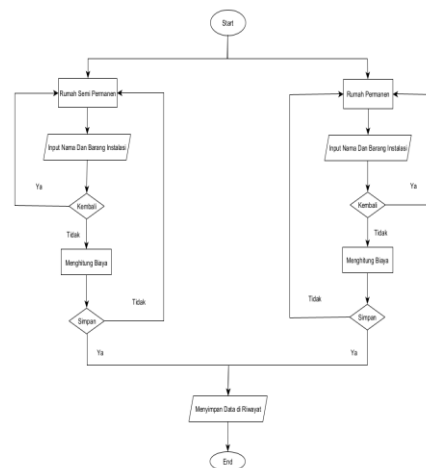 Start
Rumah Semi Permanen
Input Nama Dan Barang Instalasi
Ya
Kembali
Tidak
Menghitung Biaya
Tidak
Simpan
Ya
Rumah Permanen
Input Nama Dan Barang Instalasi
Ya
Kembali
Tidak
Menghitung Biaya
Tidak
Simpan
Ya
Menyimpan Data di Riwayat
End